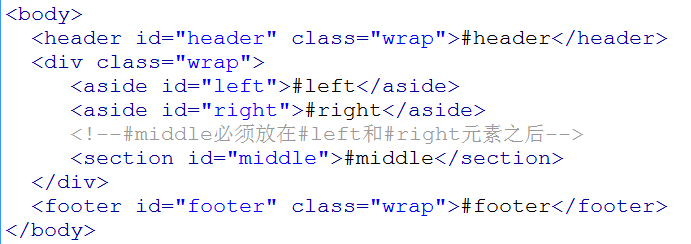 <body>
<header id="header" class="wrap">#header</header>
<div class="wrap">
<aside id="left">#left</aside>
<aside id="right">#right</aside>
<!--#middle必须放在#left和#right元素之后-->
<section id="middle">#middle</section>
</div>
<footer id="footer" class="wrap">#footer</footer>
</body>